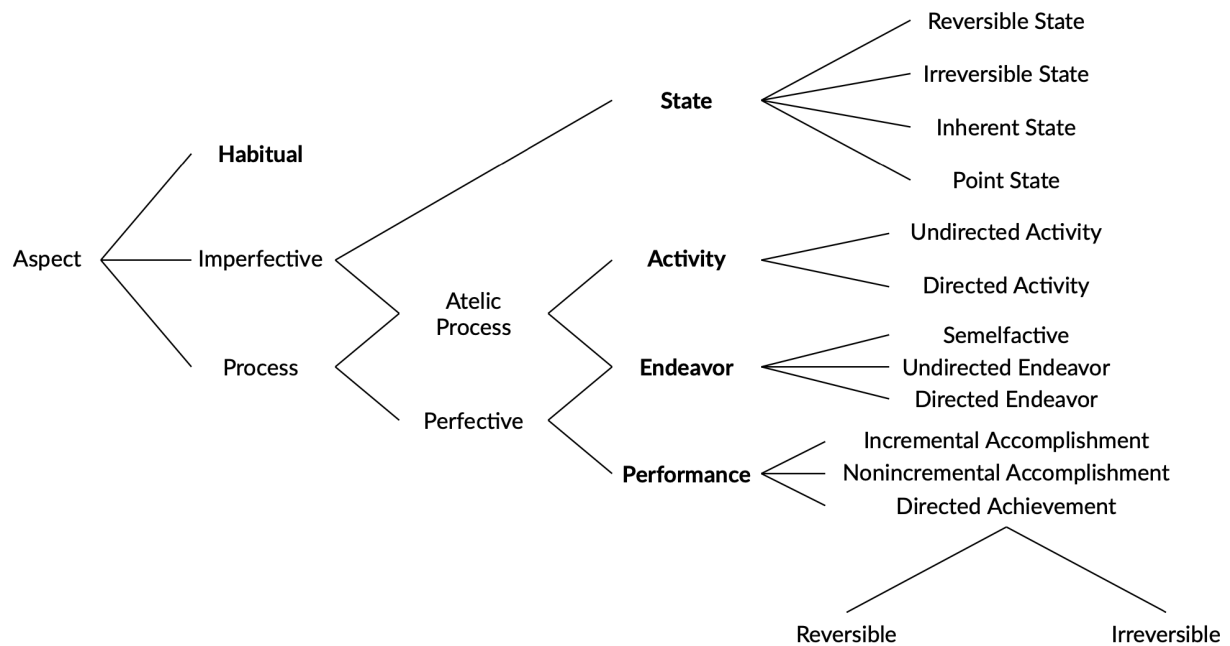 Reversible State
Irreversible State
State
Inherent State
Habitual
Point State
Undirected Activity
Aspect
Imperfective
Activity
Directed Activity
Atelic
Process
Semelfactive
Process
Endeavor
Undirected Endeavor
Directed Endeavor
Perfective
Incremental Accomplishment
Performance
Nonincremental Accomplishment
Directed Achievement
Reversible
Irreversible